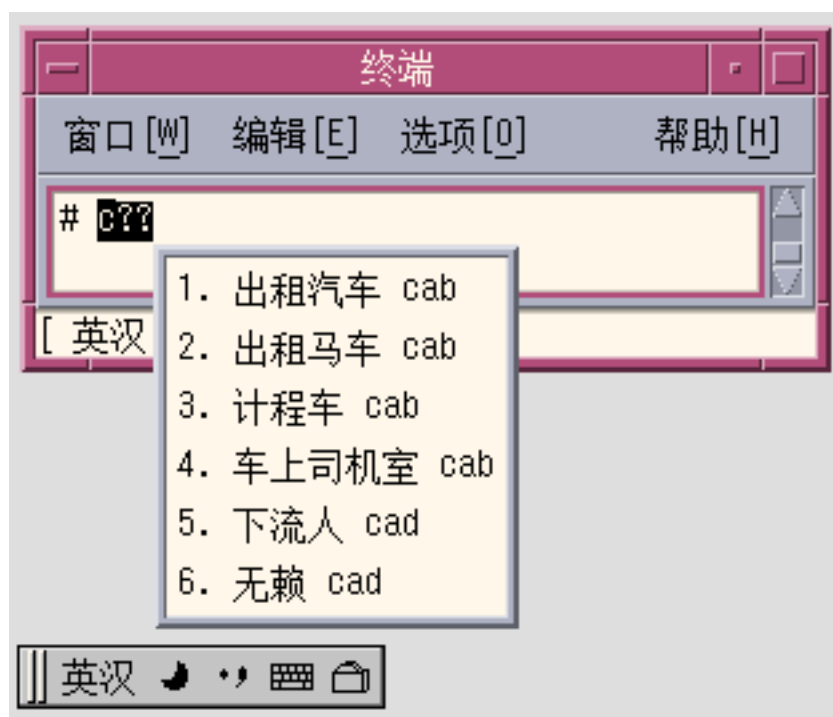 终端
窗口[W] 编辑[E] 选项[O] 帮助[H]
# c??
1. 出租汽车 cab
2. 出租马车 cab
3. 计程车 cab
4. 车上司机室 cab
5. 下流人 cad
6. 无赖 cad
[ 英汉
英汉